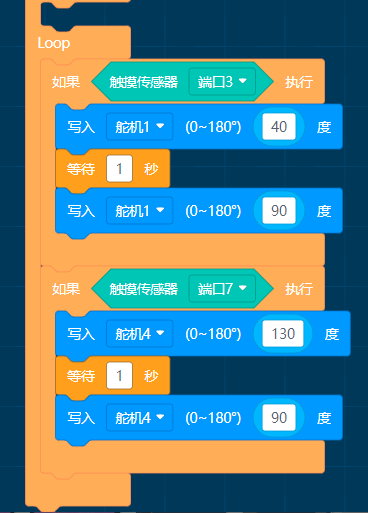 Loop
如果 触摸传感器 端口3 执行
写入 舵机1 (0~180°) 40 度
等待 1 秒
写入 舵机1 (0~180°) 90 度
如果 触摸传感器 端口7 执行
写入 舵机4 (0~180°) 130 度
等待 1 秒
写入 舵机4 (0~180°) 90 度